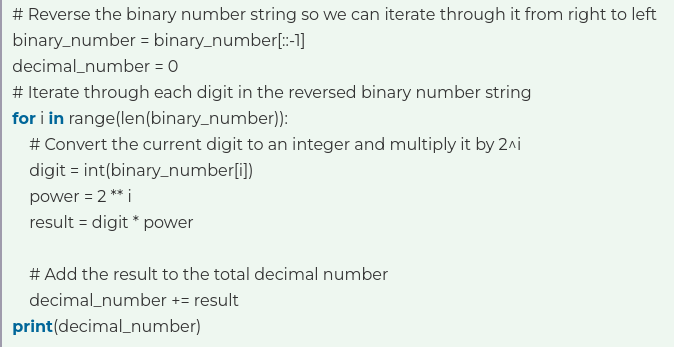 # Reverse the binary number string so we can iterate through it from right to left
binary_number = binary_number[::-1]
decimal_number = 0
# Iterate through each digit in the reversed binary number string
for i in range(len(binary_number)):
    # Convert the current digit to an integer and multiply it by 2^i
    digit = int(binary_number[i])
    power = 2 ** i
    result = digit * power

    # Add the result to the total decimal number
    decimal_number += result
print(decimal_number)